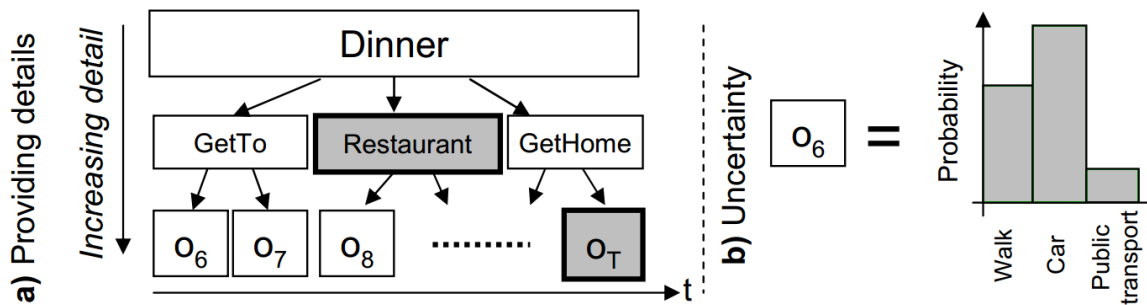 a) Providing details
Increasing detail
Dinner
GetTo
Restaurant
GetHome
o6
o7
o8
oT
t
b) Uncertainty
o6
=
Probability
Walk
Car
Public
transport